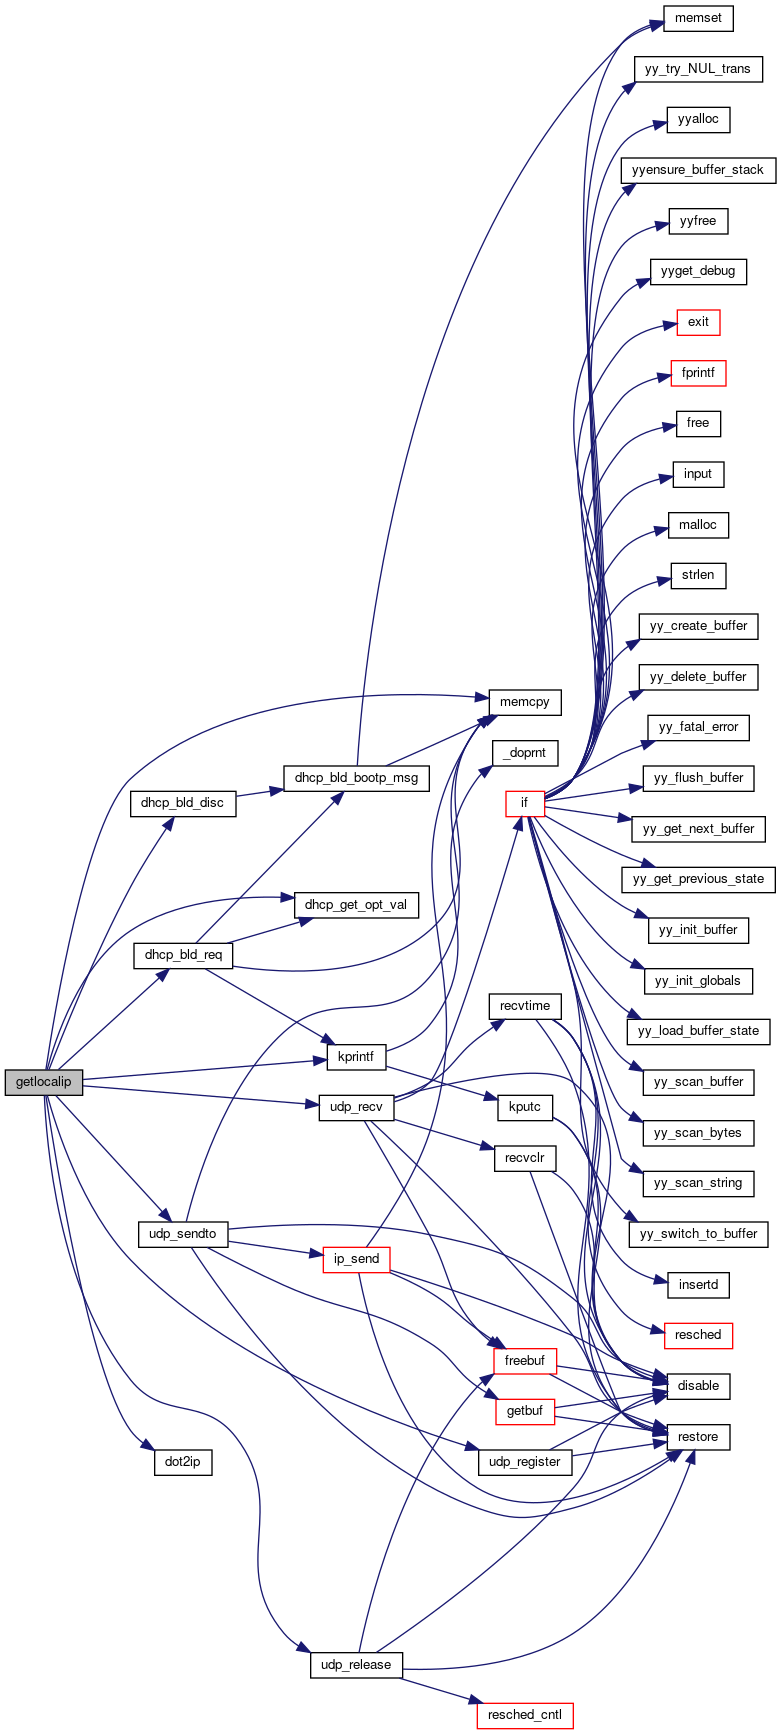 memset
yy_try_NUL_trans
yyalloc
yyensure_buffer_stack
yyfree
yyget_debug
exit
fprintf
free
input
malloc
strlen
yy_create_buffer
yy_delete_buffer
memcpy
yy_fatal_error
_doprnt
dhcp_bld_bootp_msg
yy_flush_buffer
dhcp_bld_disc
if
yy_get_next_buffer
yy_get_previous_state
dhcp_get_opt_val
yy_init_buffer
dhcp_bld_req
yy_init_globals
recvtime
yy_load_buffer_state
kprintf
getlocalip
yy_scan_buffer
udp_recv
kputc
yy_scan_bytes
recvclr
yy_scan_string
udp_sendto
yy_switch_to_buffer
ip_send
insertd
resched
freebuf
disable
getbuf
restore
dot2ip
udp_register
udp_release
resched_cntl